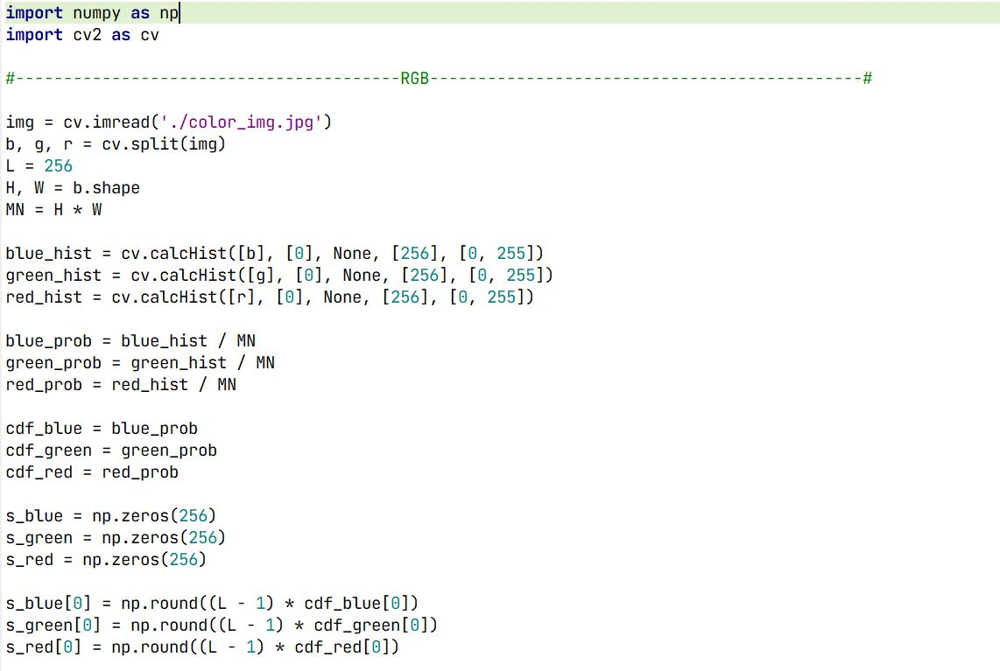 import numpy as np
import cv2 as cv
#----------------------------------------RGB---------------------------------------------#
img = cv.imread('./color_img.jpg')
b, g, r = cv.split(img)
L = 256
H, W = b.shape
MN = H * W
blue_hist = cv.calcHist([b], [0], None, [256], [0, 255])
green_hist = cv.calcHist([g], [0], None, [256], [0, 255])
red_hist = cv.calcHist([r], [0], None, [256], [0, 255])
blue_prob = blue_hist / MN
green_prob = green_hist / MN
red_prob = red_hist / MN
cdf_blue = blue_prob
cdf_green = green_prob
cdf_red = red_prob
s_blue = np.zeros(256)
s_green = np.zeros(256)
s_red = np.zeros(256)
s_blue[0] = np.round((L - 1) * cdf_blue[0])
s_green[0] = np.round((L - 1) * cdf_green[0])
s_red[0] = np.round((L - 1) * cdf_red[0])